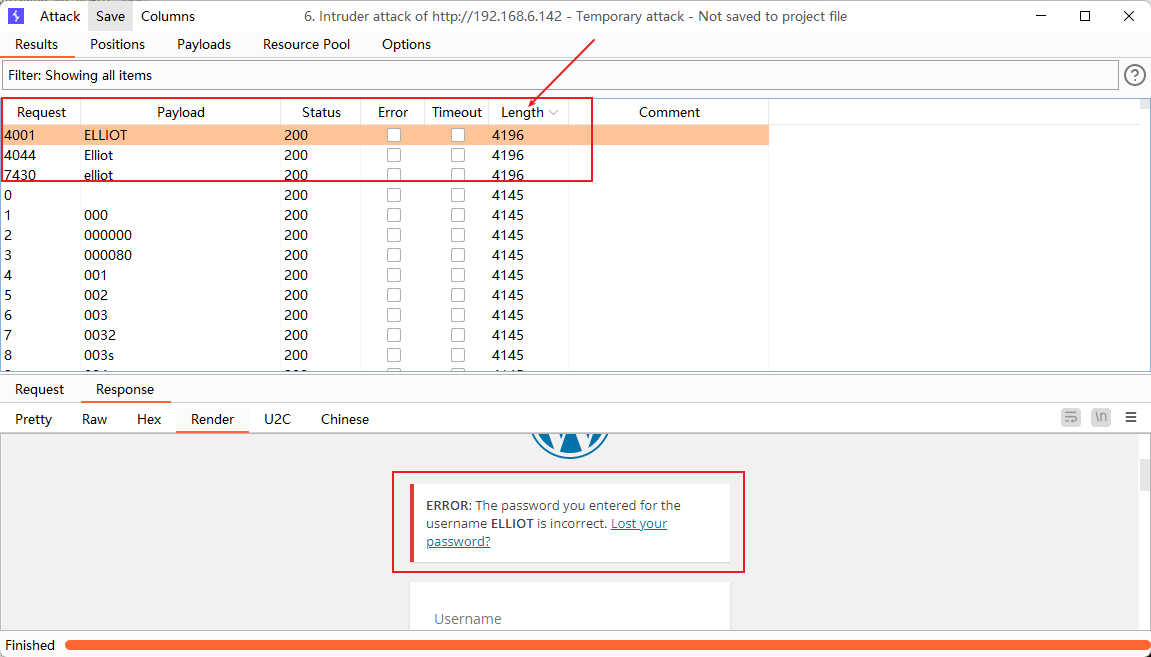 Attack Save Columns 6. Intruder attack of http://192.168.6.142 - Temporary attack - Not saved to project file
Results Positions Payloads Resource Pool Options
Filter: Showing all items
Request Payload Status Error Timeout Length Comment
4001 ELLIOT 200 4196
4044 Elliot 200 4196
7430 elliot 200 4196
0 200 4145
1 000 200 4145
2 000000 200 4145
3 000080 200 4145
4 001 200 4145
5 002 200 4145
6 003 200 4145
7 0032 200 4145
8 003s 200 4145
Request Response
Pretty Raw Hex Render U2C Chinese \n
ERROR: The password you entered for the
username ELLIOT is incorrect. Lost your
password?
Username
Finished